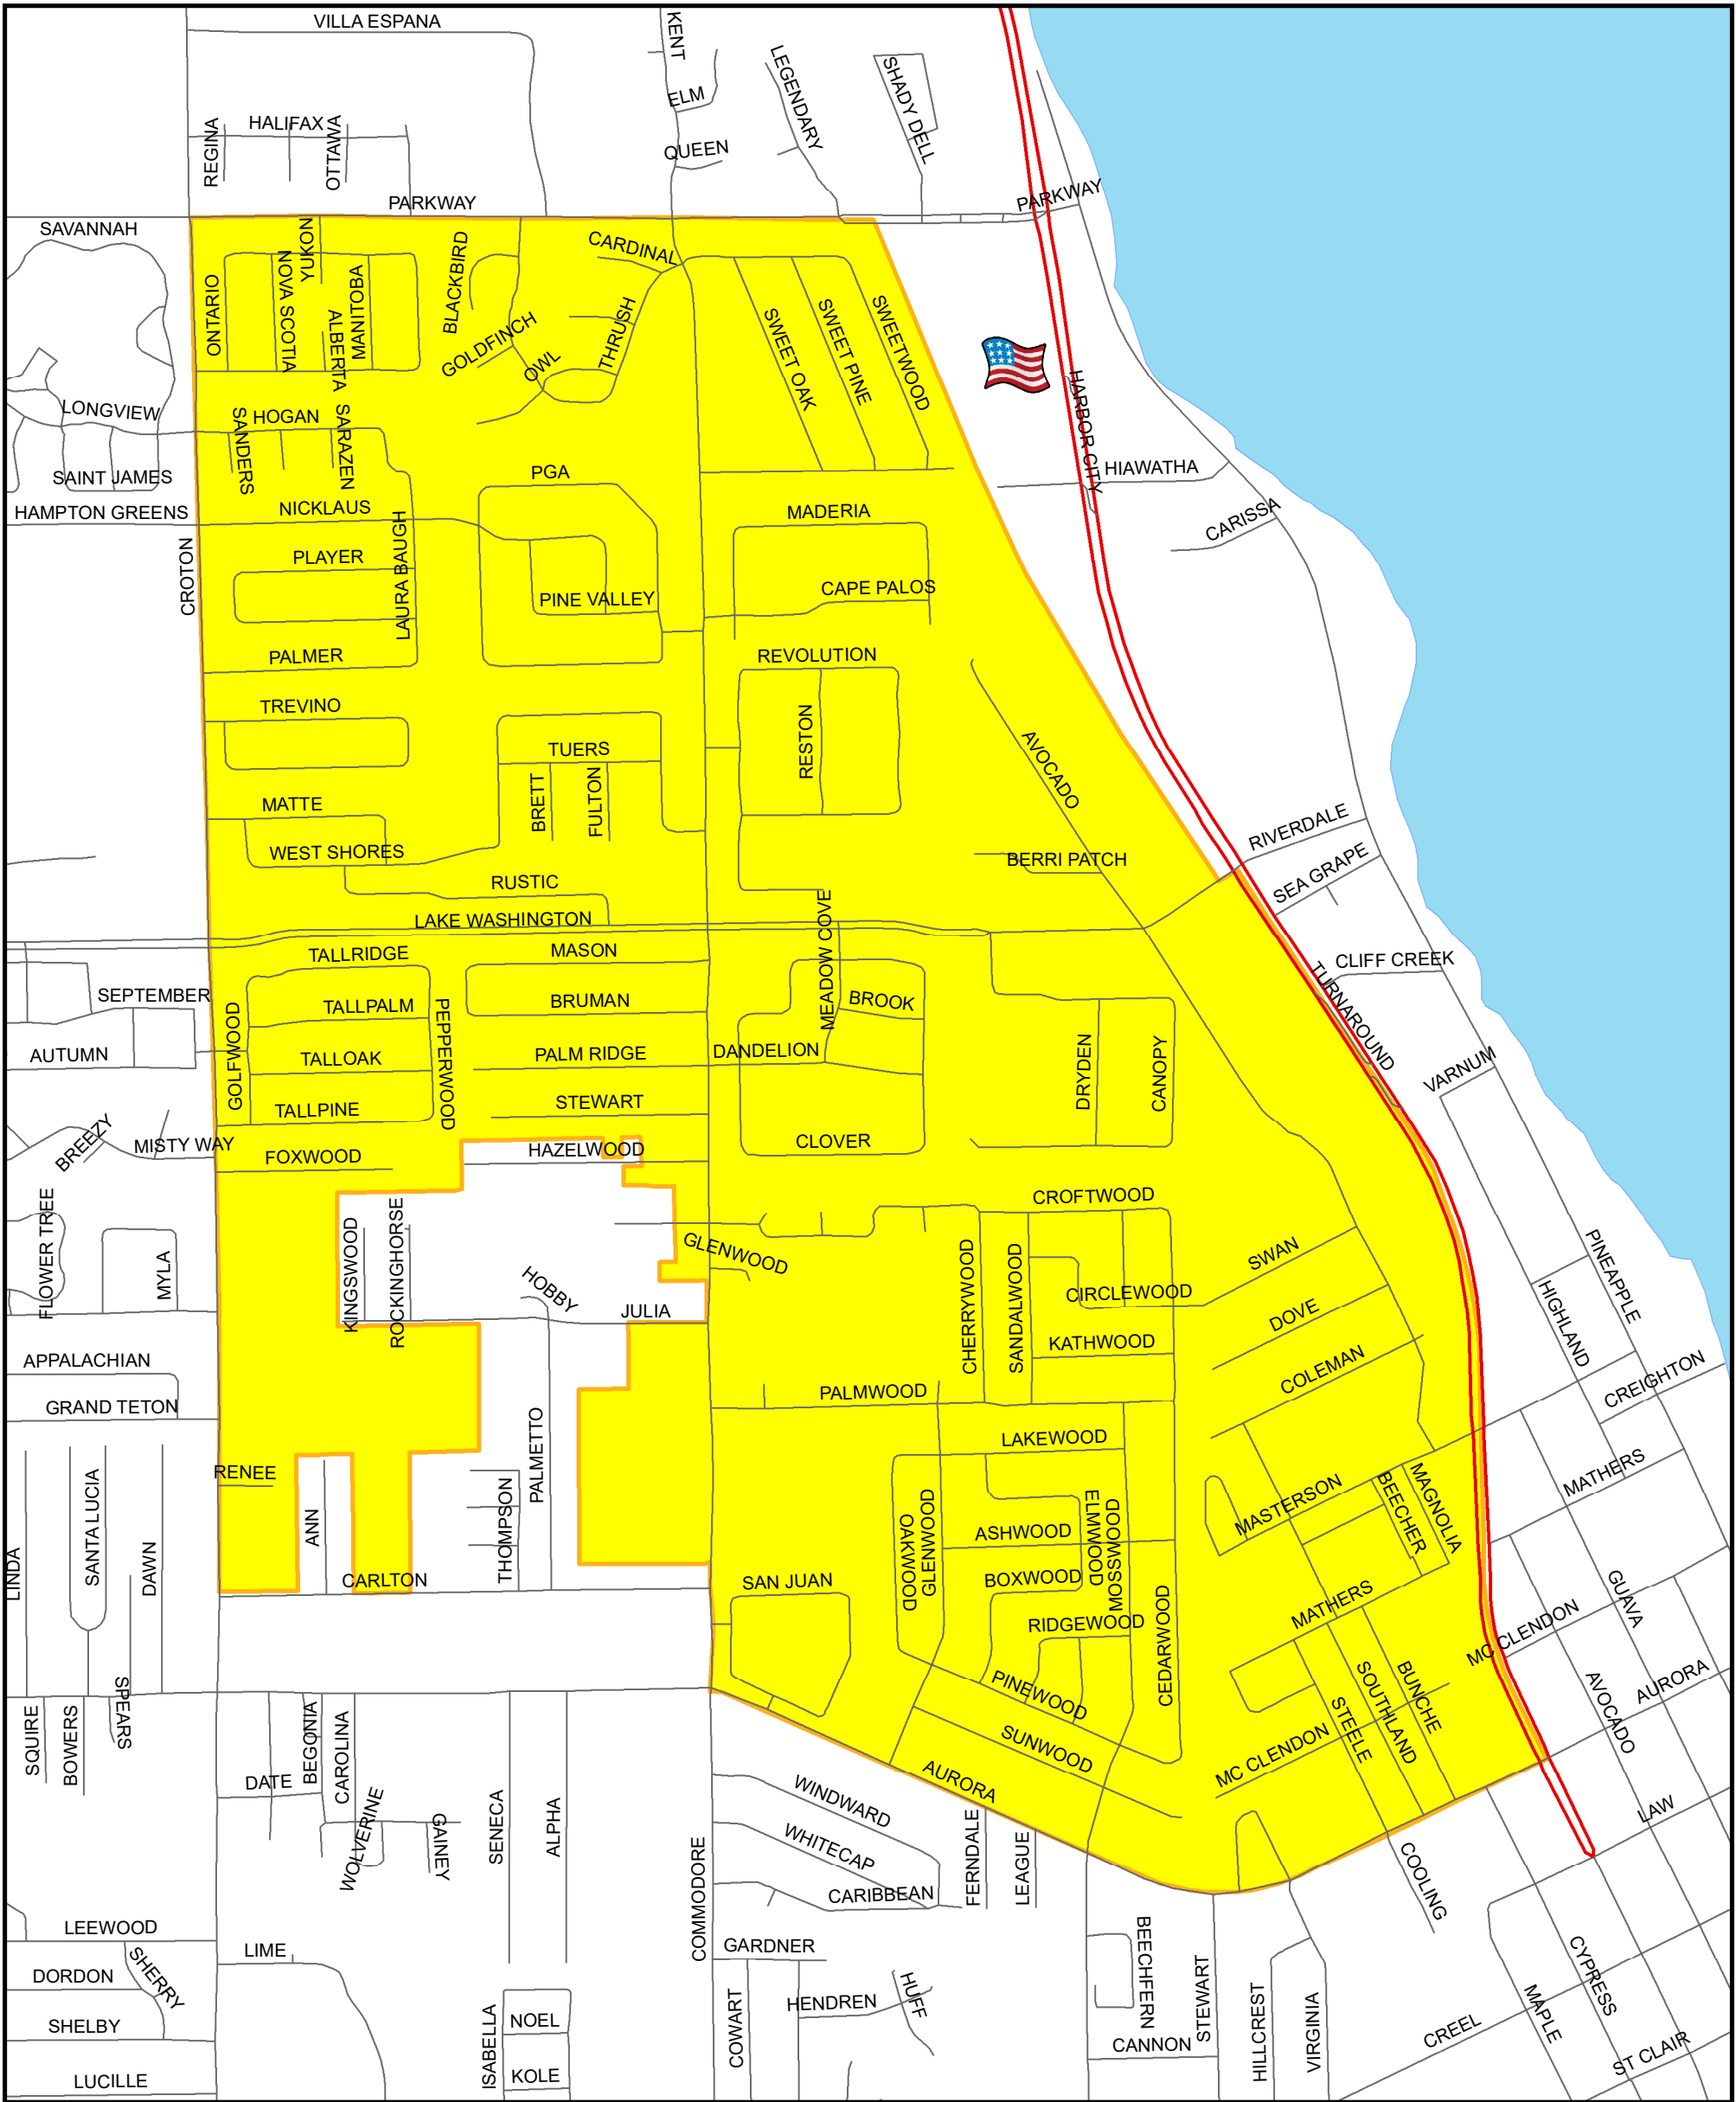 VILLA ESPANA
KENT
LEGENDARY
SHADY DELL
ELM
REGINA
HALIFAX
OTTAWA
QUEEN
PARKWAY
PARKWAY
SAVANNAH
YUKON
BLACKBIRD
CARDINAL
ONTARIO
NOVA SCOTIA
MANITOBA
ALBERTA
GOLDFINCH
OWL
THRUSH
SWEET OAK
SWEET PINE
SWEETWOOD
HARBOR CITY
LONGVIEW
SANDERS
HOGAN
SARAZEN
SAINT JAMES
PGA
HIAWATHA
HAMPTON GREENS
NICKLAUS
MADERIA
CARISSA
CROTON
PLAYER
LAURA BAUGH
PINE VALLEY
CAPE PALOS
PALMER
REVOLUTION
TREVINO
RESTON
AVOCADO
TUERS
BRETT
FULTON
MATTE
RIVERDALE
WEST SHORES
BERRI PATCH
SEA GRAPE
RUSTIC
LAKE WASHINGTON
MEADOW COVE
TALLRIDGE
MASON
CLIFF CREEK
TURNAROUND
SEPTEMBER
TALLPALM
PEPPERWOOD
BRUMAN
BROOK
GOLFWOOD
AUTUMN
TALLOAK
PALM RIDGE
DANDELION
DRYDEN
CANOPY
VARNUM
TALLPINE
STEWART
BREEZY
MISTY WAY
FOXWOOD
HAZELWOOD
CLOVER
FLOWER TREE
KINGSWOOD
ROCKINGHORSE
CROFTWOOD
MYLA
GLENWOOD
CHERRYWOOD
SANDALWOOD
SWAN
PINEAPPLE
HOBBY
JULIA
CIRCLEWOOD
DOVE
HIGHLAND
APPALACHIAN
KATHWOOD
COLEMAN
GRAND TETON
PALMWOOD
CREIGHTON
PALMETTO
LAKEWOOD
RENEE
SANTA LUCIA
THOMPSON
OAKWOOD
GLENWOOD
ELMWOOD
MOSSWOOD
MASTERSON
BEECHER
MAGNOLIA
MATHERS
LINDA
DAWN
ANN
CARLTON
ASHWOOD
SAN JUAN
BOXWOOD
CEDARWOOD
MATHERS
GUAVA
RIDGEWOOD
MC CLENDON
SPEARS
PINEWOOD
STEELE
SOUTHLAND
BUNCHE
AVOCADO
AURORA
SQUIRE
BOWERS
BEGONIA
CAROLINA
SUNWOOD
MC CLENDON
DATE
WOLVERINE
GAINEY
SENECA
ALPHA
AURORA
WINDWARD
LAW
COMMODORE
WHITECAP
FERNDALE
LEAGUE
COOLING
CARIBBEAN
LEEWOOD
LIME
GARDNER
BEECHFERN
STEWART
CYPRESS
DORDON
SHERRY
COWART
HENDREN
HUFF
HILLCREST
VIRGINIA
MAPLE
SHELBY
ISABELLA
NOEL
CANNON
CREEL
ST CLAIR
LUCILLE
KOLE